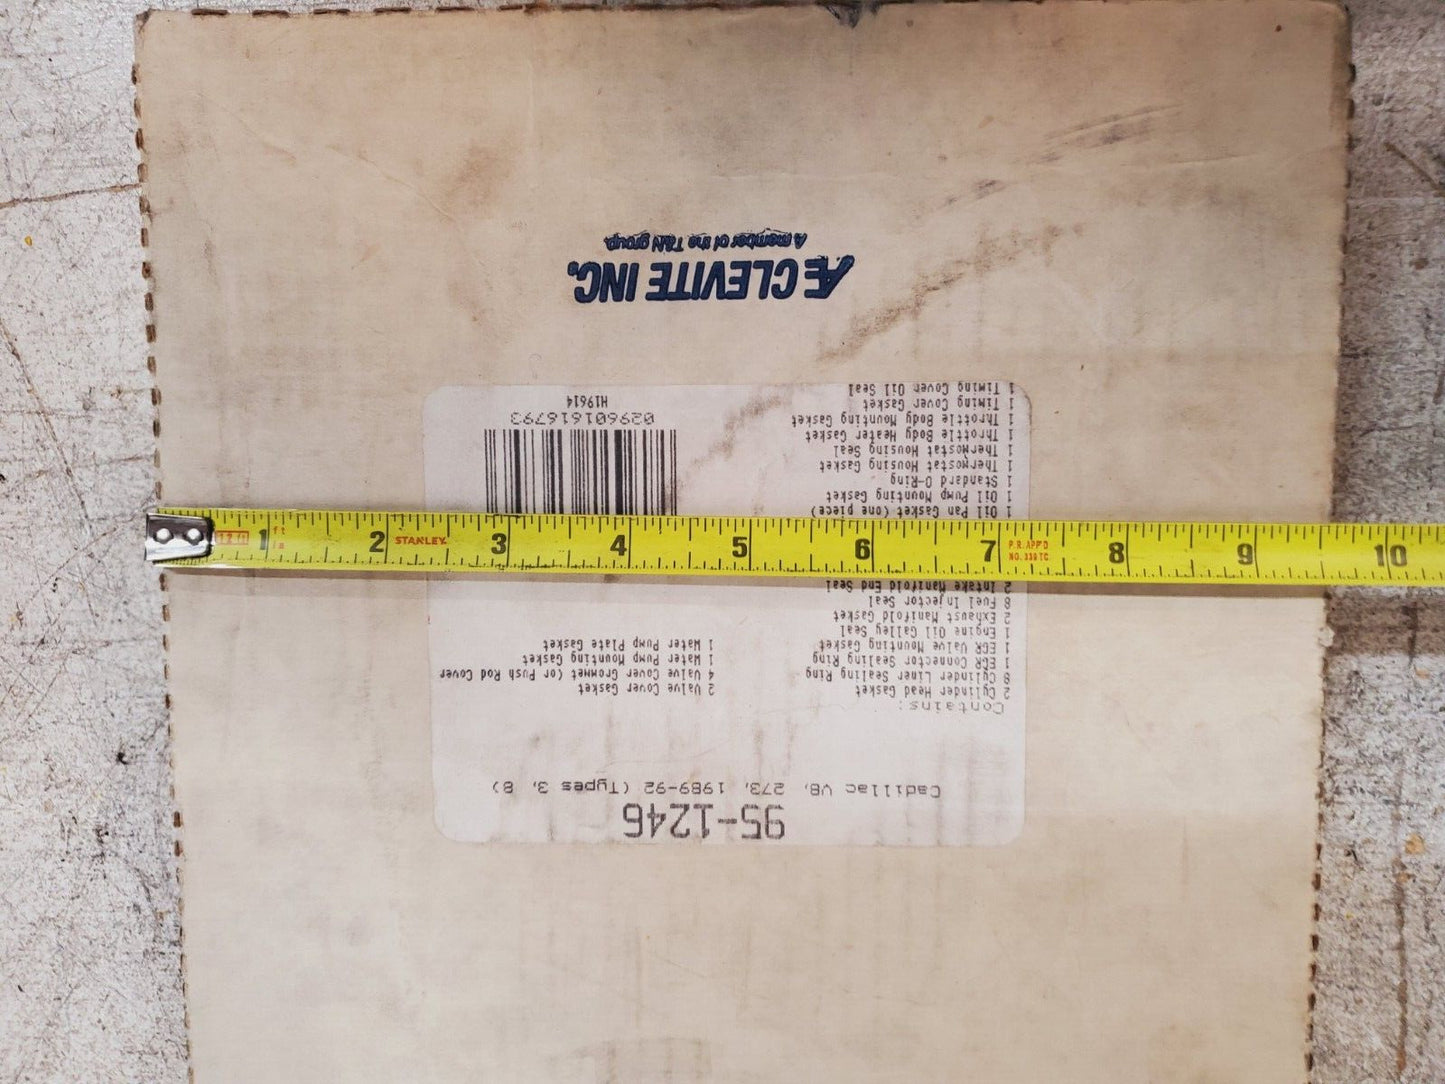 95-1246
Cadillac V8, 273, 1989-92 (Types 3, 8)
Contains:
2 Cylinder Head Gasket
8 Cylinder Liner Sealing Ring
1 EGR Connector Sealing Ring
1 EGR Valve Mounting Gasket
1 Engine Oil Galley Seal
2 Exhaust Manifold Gasket
8 Fuel Injector Seal
2 Intake Manifold End Seal
2 Valve Cover Gasket
4 Valve Cover Grommet (or Push Rod Cover
1 Water Pump Mounting Gasket
1 Water Pump Plate Gasket
12 ft 1 ft in 2 STANLEY 3 4 5 6 7 P.R. APP'D NO. 339 TC 8 9 10
1 Oil Pan Gasket (one piece)
1 Oil Pump Mounting Gasket
1 Standard O-Ring
1 Thermostat Housing Gasket
1 Thermostat Housing Seal
1 Throttle Body Heater Gasket
1 Throttle Body Mounting Gasket
1 Timing Cover Gasket
1 Timing Cover Oil Seal
029601616793
H19614
Æ CLEVITE INC.
A member of the T&N group.